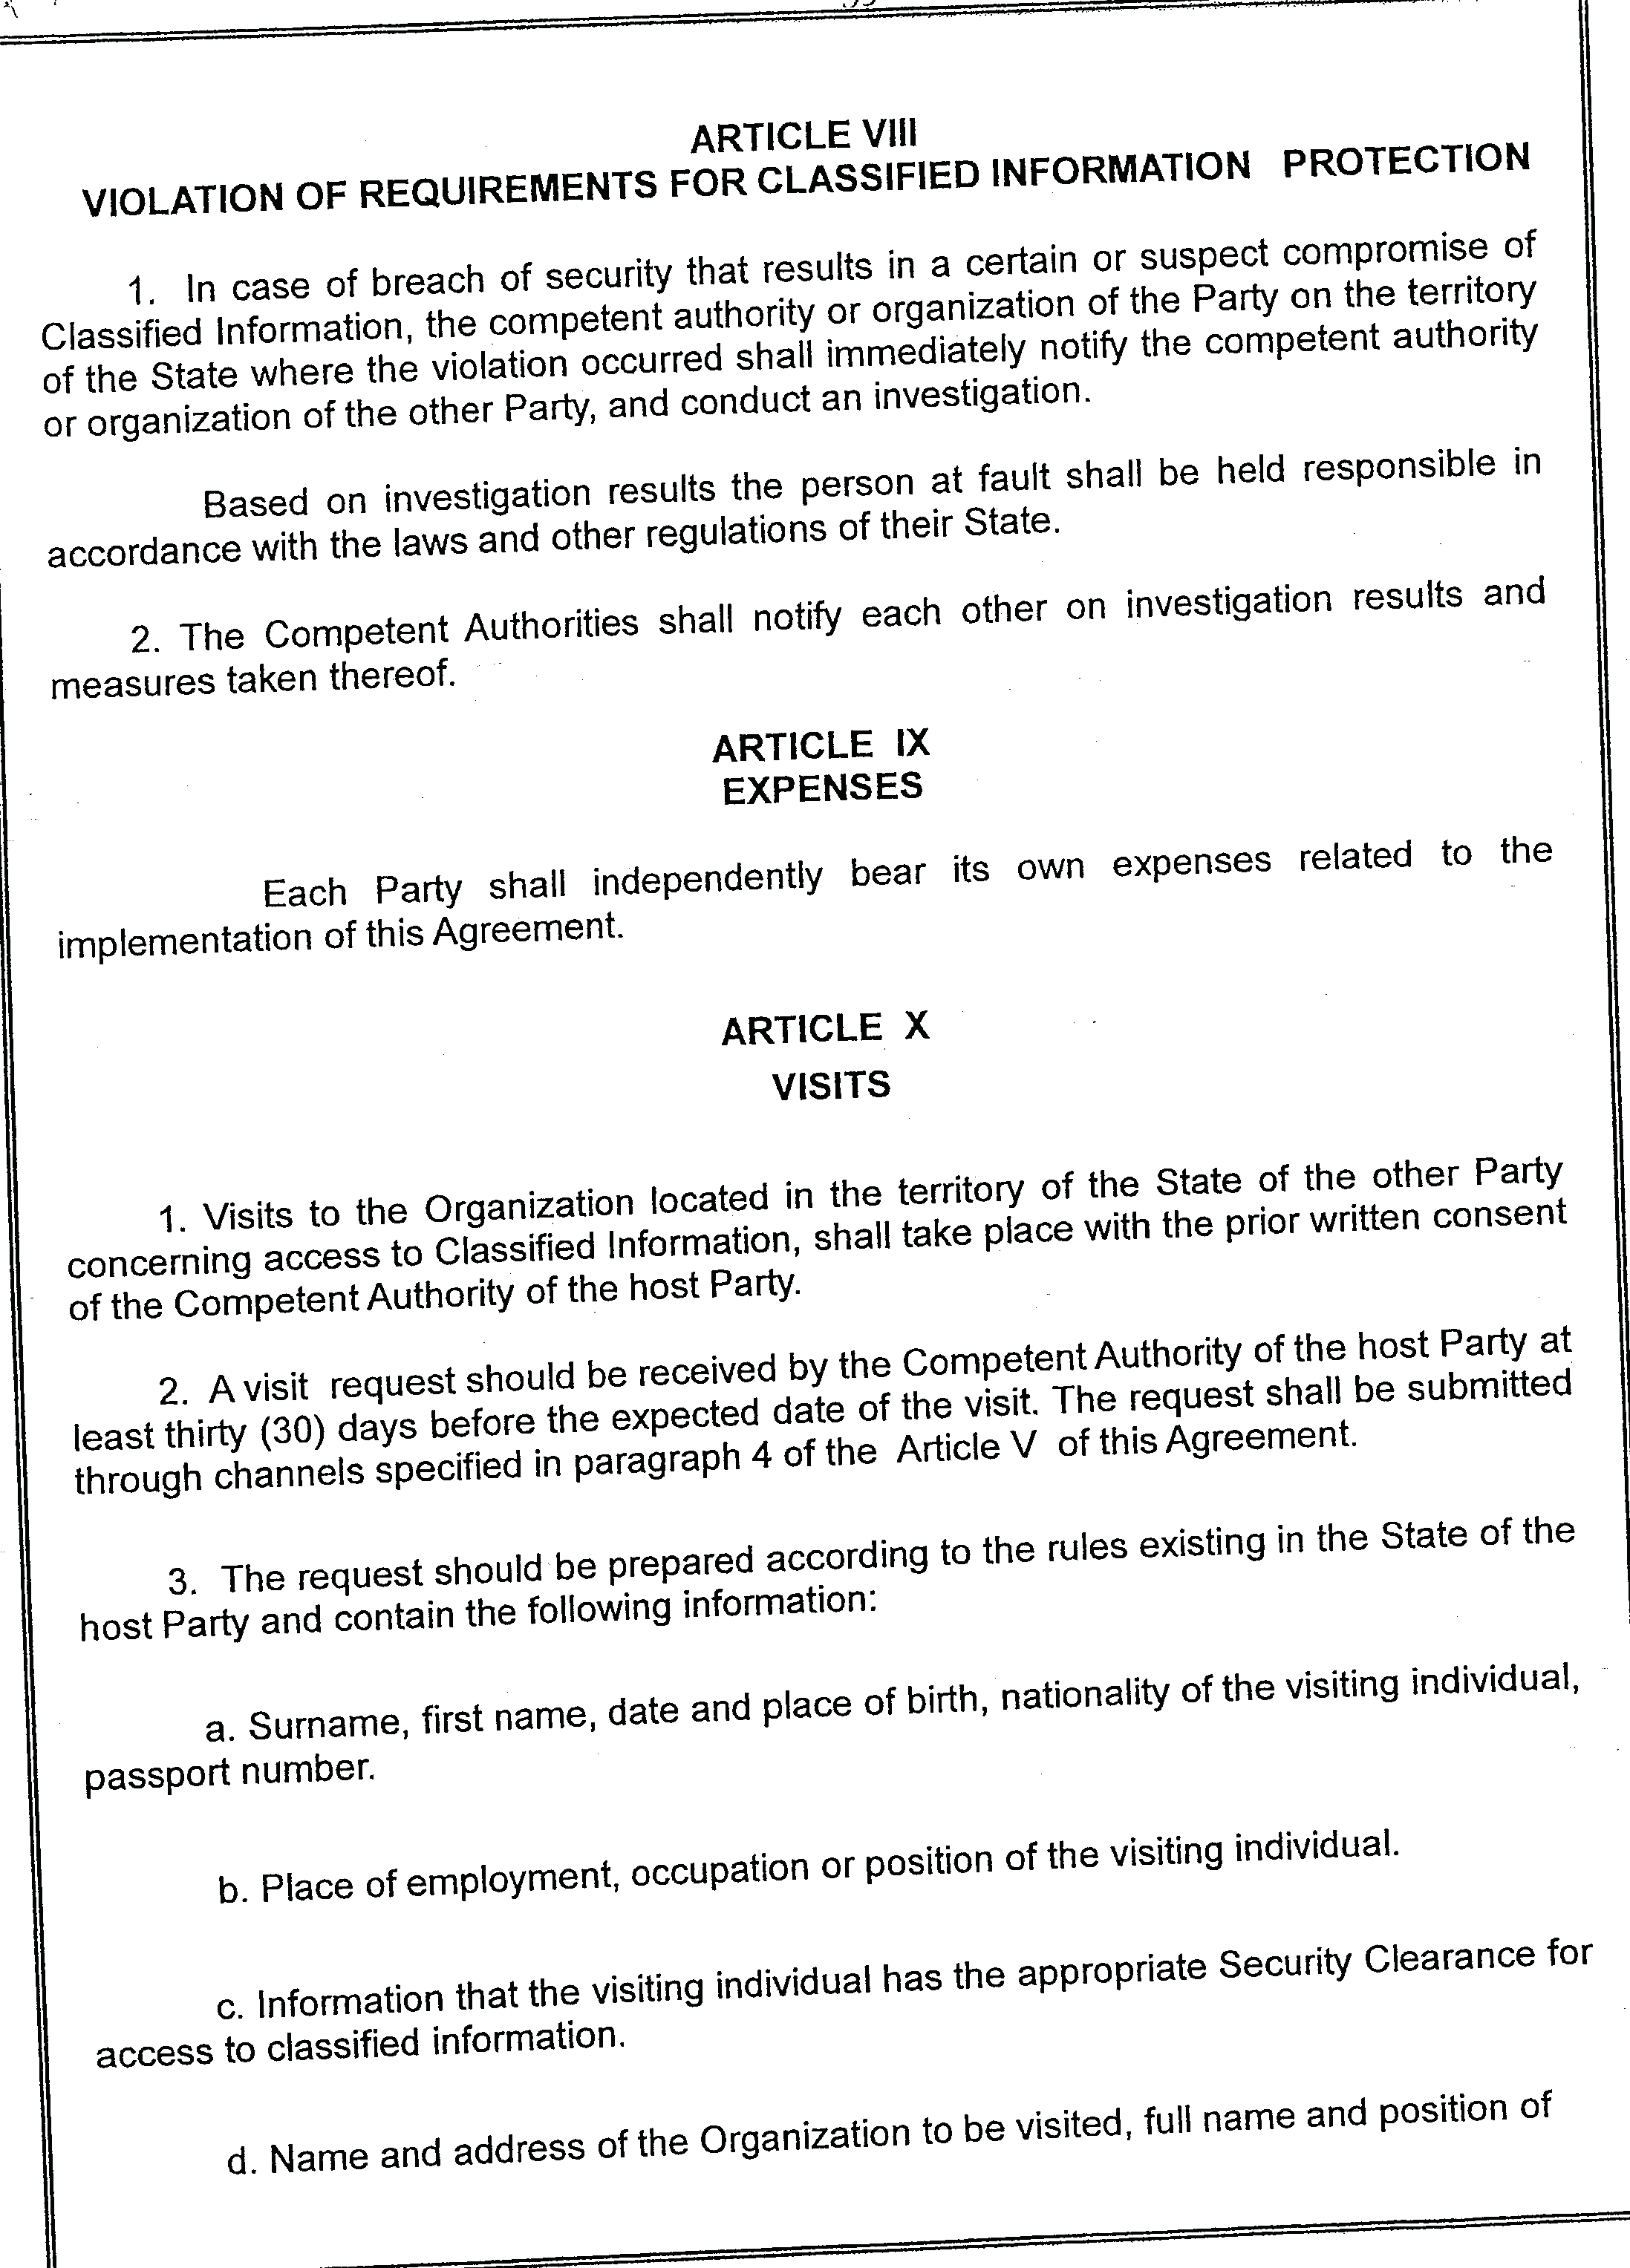 ARTICLE VIII
VIOLATION OF REQUIREMENTS FOR CLASSIFIED INFORMATION PROTECTION
1. In case of breach of security that results in a certain or suspect compromise of
Classified Information, the competent authority or organization of the Party on the territory
of the State where the violation occurred shall immediately notify the competent authority
or organization of the other Party, and conduct an investigation.
Based on investigation results the person at fault shall be held responsible in
accordance with the laws and other regulations of their State.
2. The Competent Authorities shall notify each other on investigation results and
measures taken thereof.
ARTICLE IX
EXPENSES
Each Party shall independently bear its own expenses related to the
implementation of this Agreement.
ARTICLE X
VISITS
1. Visits to the Organization located in the territory of the State of the other Party
concerning access to Classified Information, shall take place with the prior written consent
of the Competent Authority of the host Party.
2. A visit request should be received by the Competent Authority of the host Party at
least thirty (30) days before the expected date of the visit. The request shall be submitted
through channels specified in paragraph 4 of the Article V of this Agreement.
3. The request should be prepared according to the rules existing in the State of the
host Party and contain the following information:
a. Surname, first name, date and place of birth, nationality of the visiting individual,
passport number.
b. Place of employment, occupation or position of the visiting individual.
c. Information that the visiting individual has the appropriate Security Clearance for
access to classified information.
d. Name and address of the Organization to be visited, full name and position of